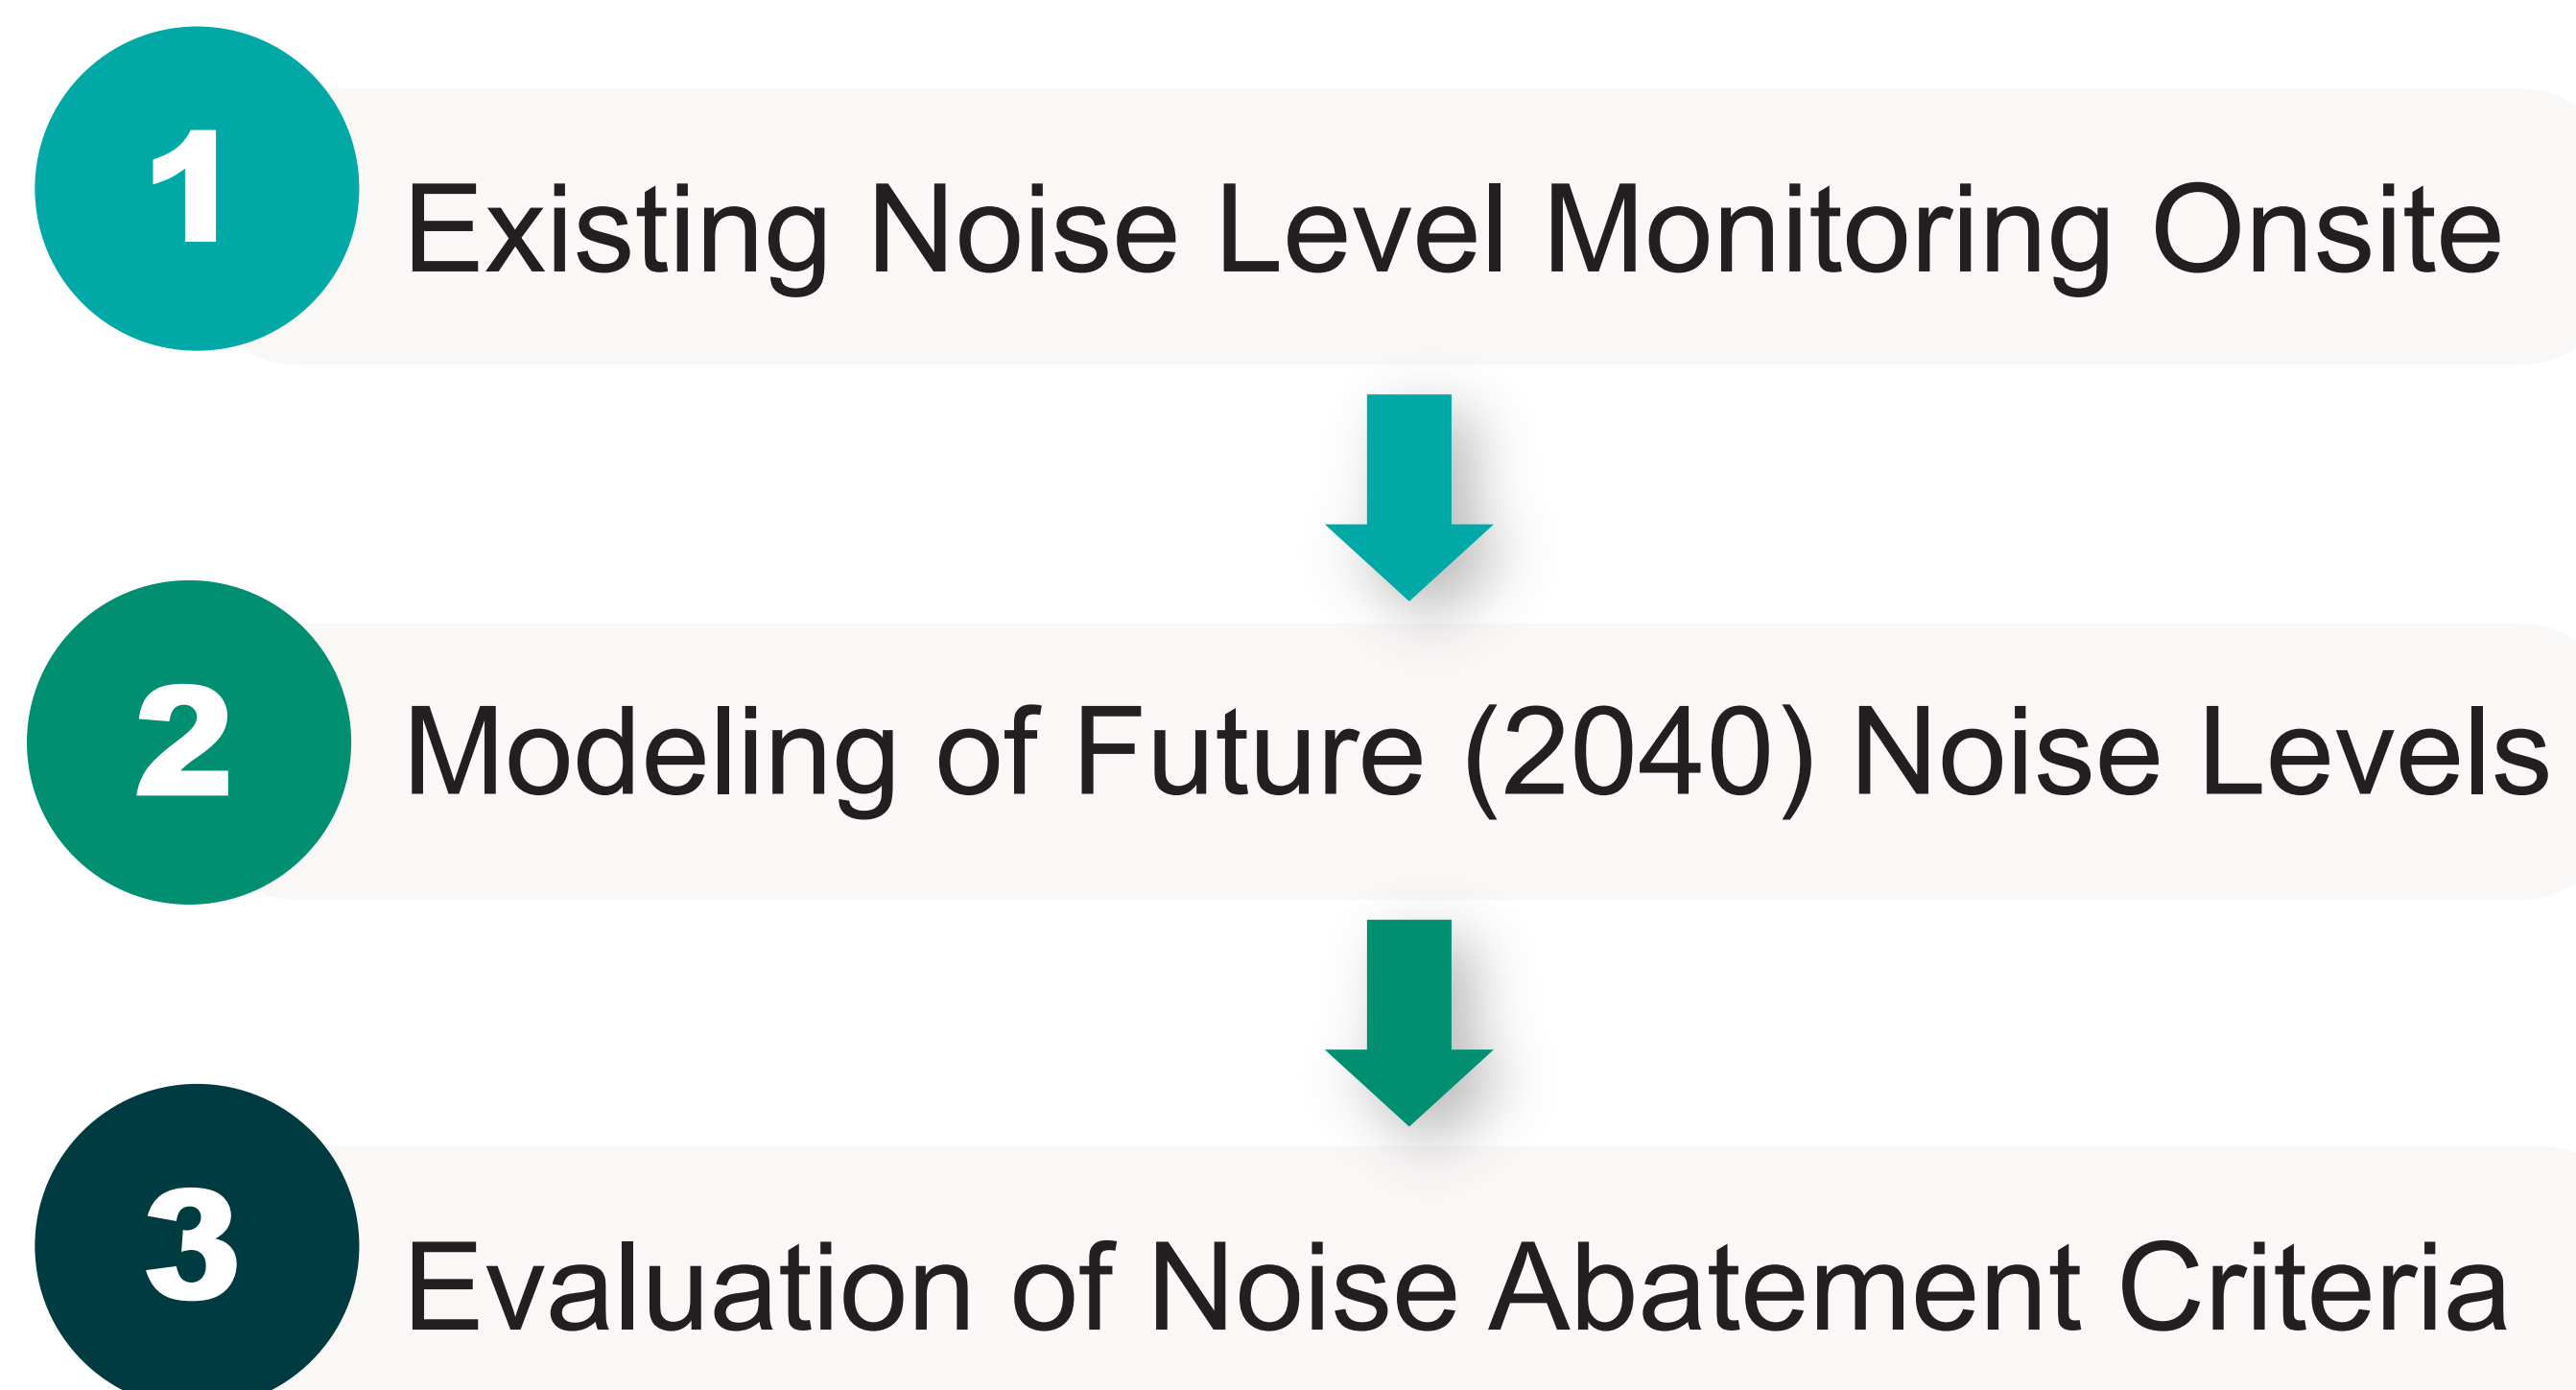 1
Existing Noise Level Monitoring Onsite
2
Modeling of Future (2040) Noise Levels
3
Evaluation of Noise Abatement Criteria